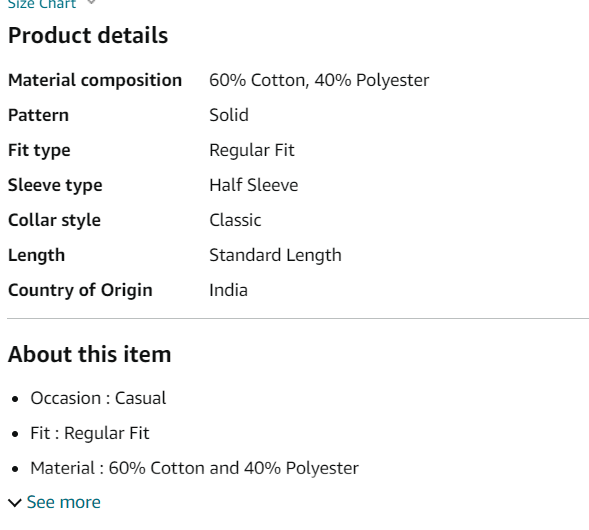 Size Chart
Product details
Material composition 60% Cotton, 40% Polyester
Pattern Solid
Fit type Regular Fit
Sleeve type Half Sleeve
Collar style Classic
Length Standard Length
Country of Origin India
About this item
• Occasion : Casual
• Fit : Regular Fit
• Material : 60% Cotton and 40% Polyester
See more